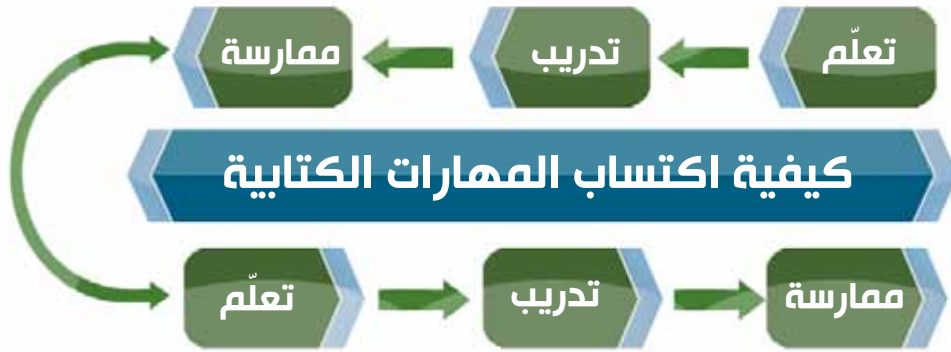 تعلّم
تدريب
ممارسة
كيفية اكتساب المهارات الكتابية
تعلّم
تدريب
ممارسة